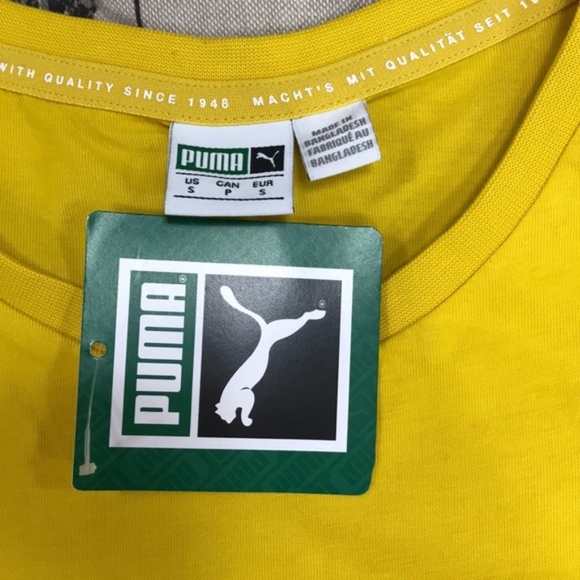 WITH QUALITY SINCE 1948   MACHT'S MIT QUALITÄT SEIT
PUMA
US CAN EUR
S P S
MADE IN
BANGLADESH
FABRIQUÉ AU
BANGLADESH
PUMA®